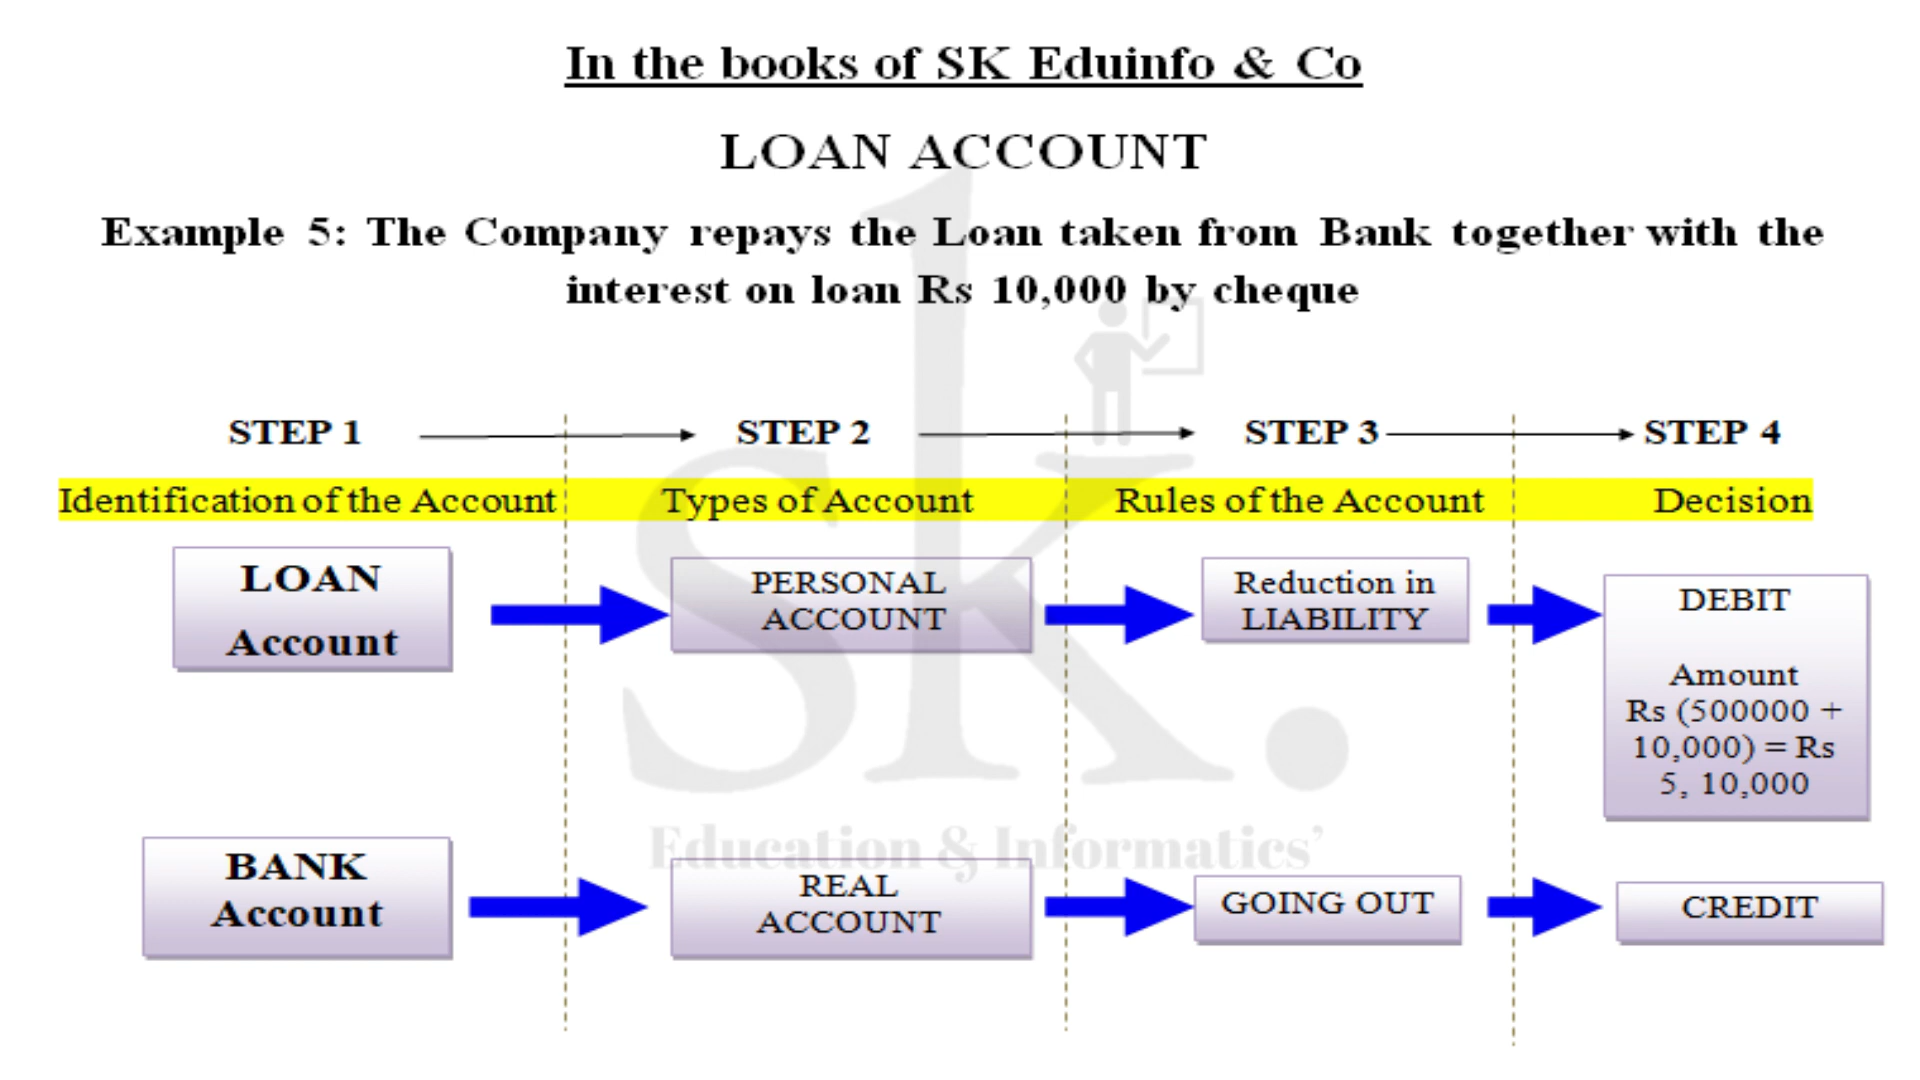 In the books of SK Eduinfo & Co
LOAN ACCOUNT
Example 5: The Company repays the Loan taken from Bank together with the
interest on loan Rs 10,000 by cheque
STEP 1
STEP 2
STEP 3
STEP 4
Identification of the Account
Types of Account
Rules of the Account
Decision
LOAN
Account
PERSONAL
ACCOUNT
Reduction in
LIABILITY
DEBIT
Amount
Rs (500000 +
10,000) = Rs
5, 10,000
sk.
Education & Informatics’
BANK
Account
REAL
ACCOUNT
GOING OUT
CREDIT